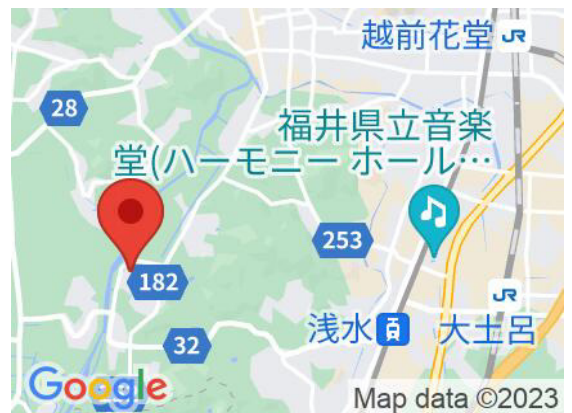 越前花堂 JR
28
福井県立音楽
堂(ハーモニー ホール…
253
182
JR
浅水 大土呂
32
Google
Map data ©2023